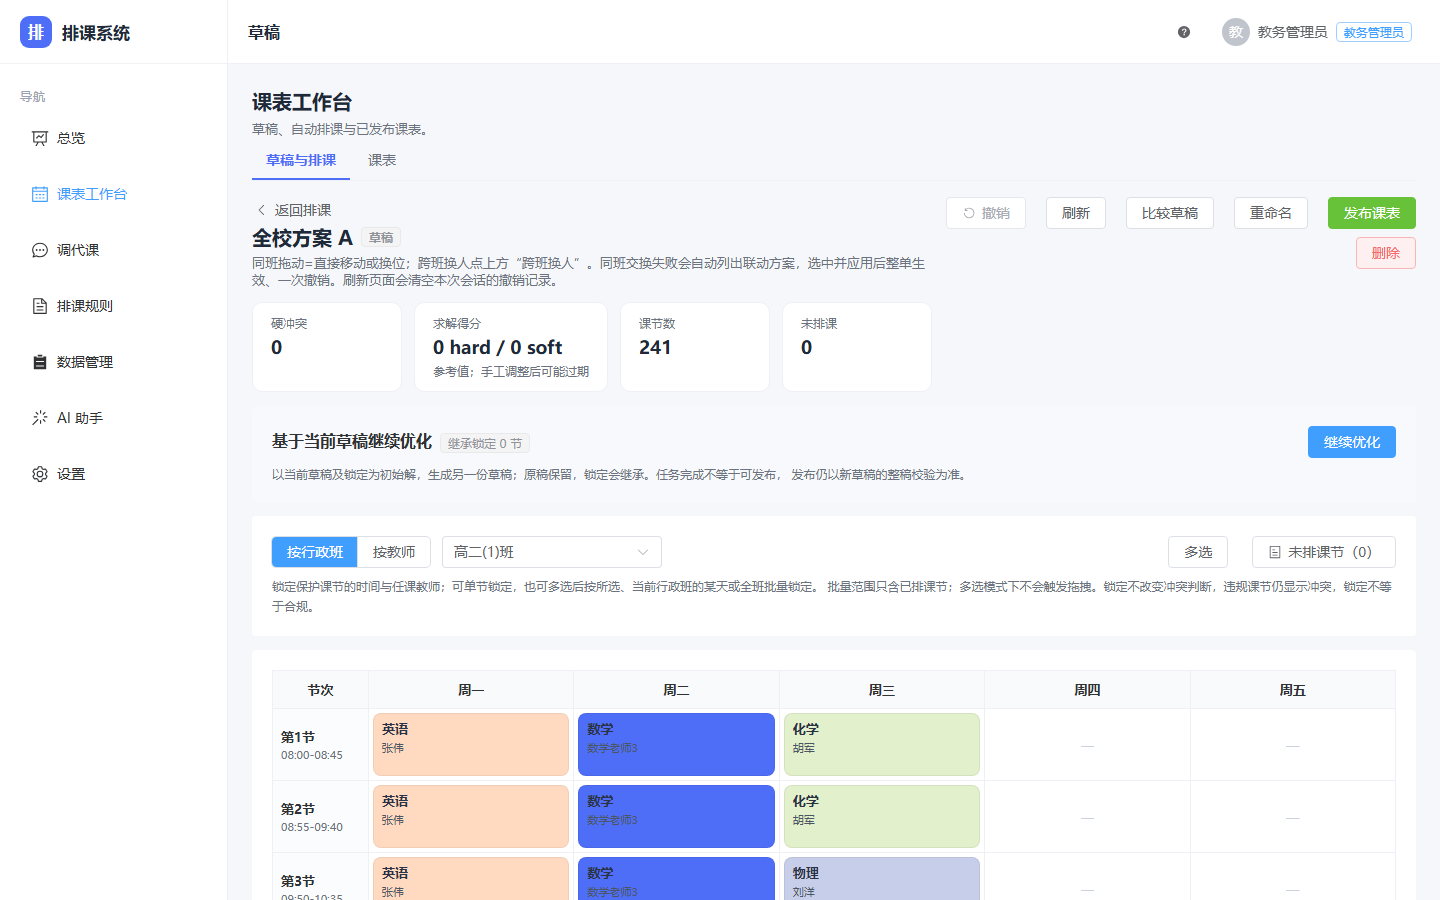 排 排课系统
草稿
教 教务管理员 教务管理员
导航
总览
课表工作台
调代课
排课规则
数据管理
AI 助手
设置
课表工作台
草稿、自动排课与已发布课表。
草稿与排课 课表
返回排课
撤销 刷新 比较草稿 重命名 发布课表
删除
全校方案 A 草稿
同班拖动=直接移动或换位；跨班换人点上方“跨班换人”。同班交换失败会自动列出联动方案，选中并应用后整单生
效、一次撤销。刷新页面会清空本次会话的撤销记录。
硬冲突
0
求解得分
0 hard / 0 soft
参考值；手工调整后可能过期
课节数
241
未排课
0
基于当前草稿继续优化 继承锁定 0 节
继续优化
以当前草稿及锁定为初始解，生成另一份草稿；原稿保留，锁定会继承。任务完成不等于可发布， 发布仍以新草稿的整稿校验为准。
按行政班 按教师 高二(1)班 多选 未排课节（0）
锁定保护课节的时间与任课教师；可单节锁定，也可多选后按所选、当前行政班的某天或全班批量锁定。 批量范围只含已排课节；多选模式下不会触发拖拽。锁定不改变冲突判断，违规课节仍显示冲突，锁定不等
于合规。
节次 周一 周二 周三 周四 周五
第1节
08:00-08:45
英语
张伟
数学
数学老师3
化学
胡军
—
—
第2节
08:55-09:40
英语
张伟
数学
数学老师3
化学
胡军
—
—
第3节
09:50-10:35
英语
张伟
数学
数学老师3
物理
刘洋
—
—